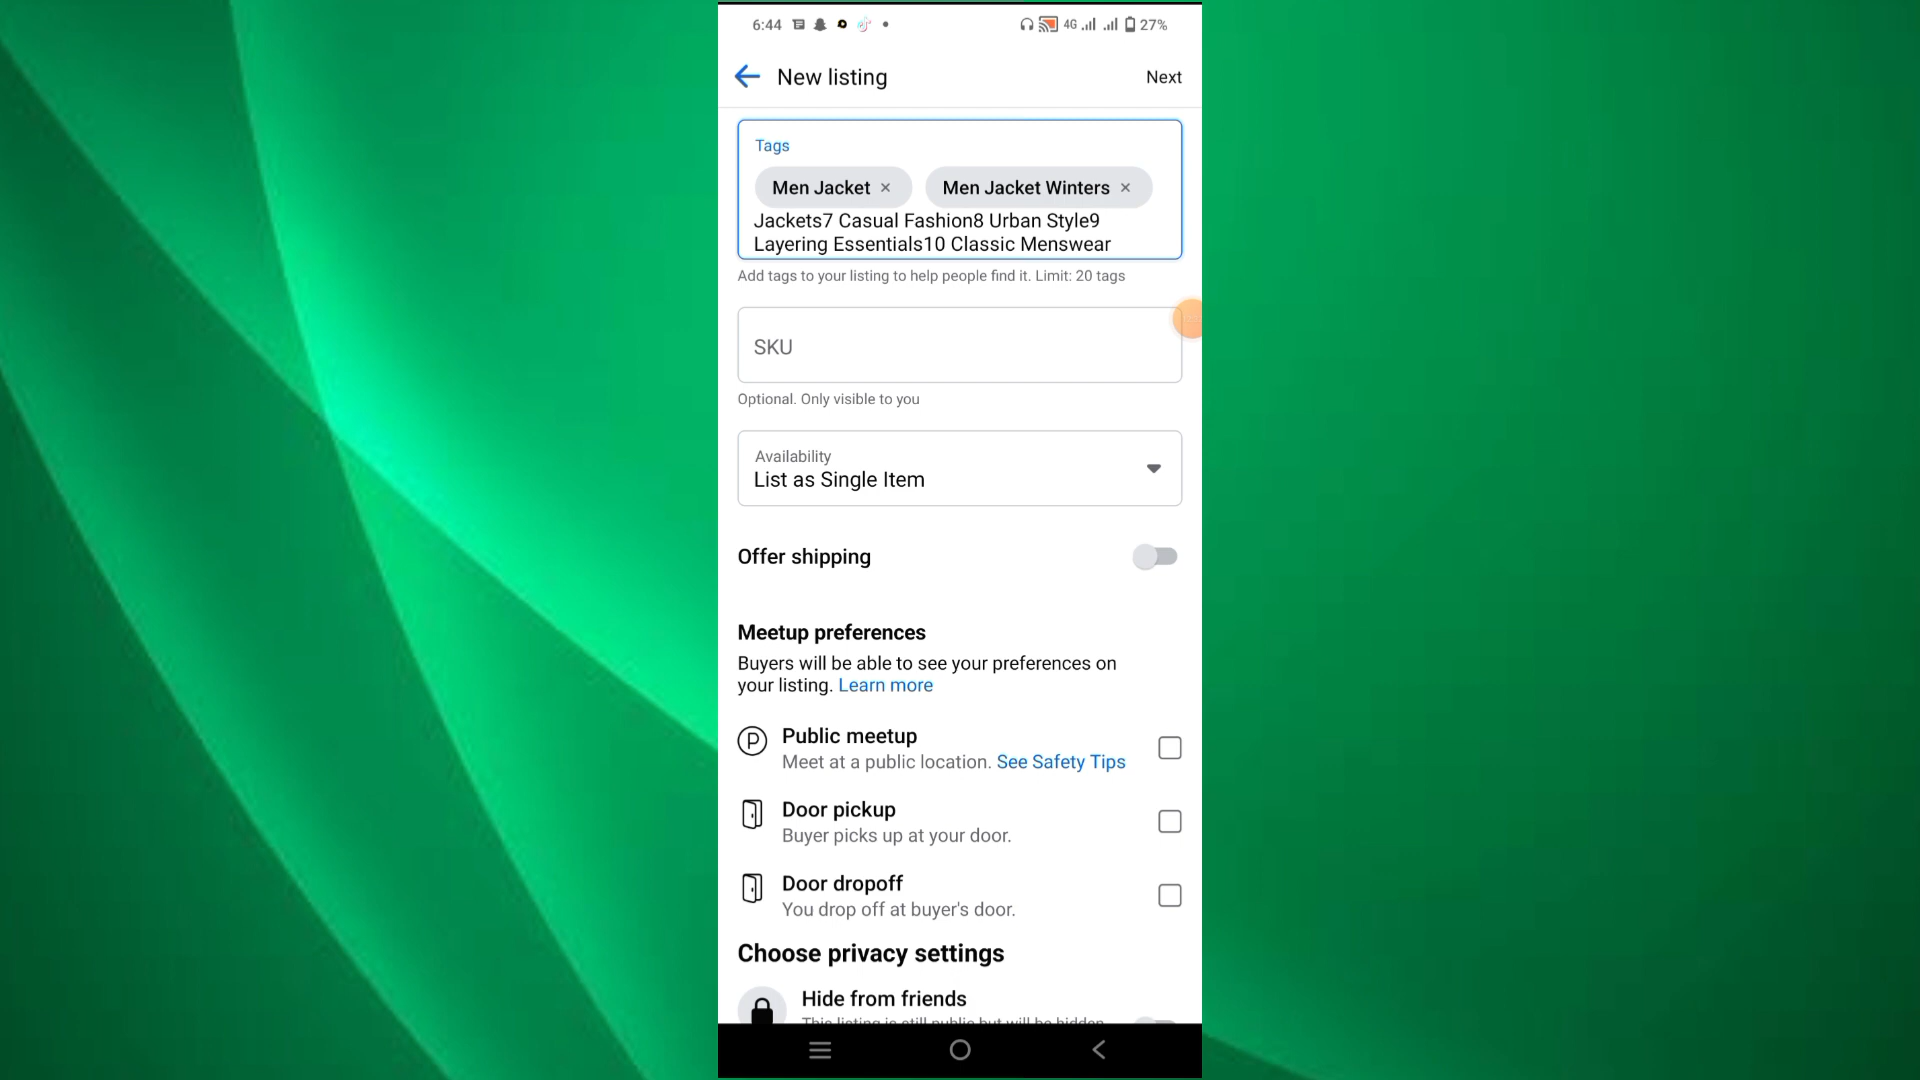 6:44 4G 27%
New listing Next
Tags
Men Jacket × Men Jacket Winters ×
Jackets7 Casual Fashion8 Urban Style9
Layering Essentials10 Classic Menswear
Add tags to your listing to help people find it. Limit: 20 tags
SKU
Optional. Only visible to you
Availability
List as Single Item
Offer shipping
Meetup preferences
Buyers will be able to see your preferences on
your listing. Learn more
P Public meetup
Meet at a public location. See Safety Tips
Door pickup
Buyer picks up at your door.
Door dropoff
You drop off at buyer's door.
Choose privacy settings
Hide from friends
This listing is still public but will be hidden